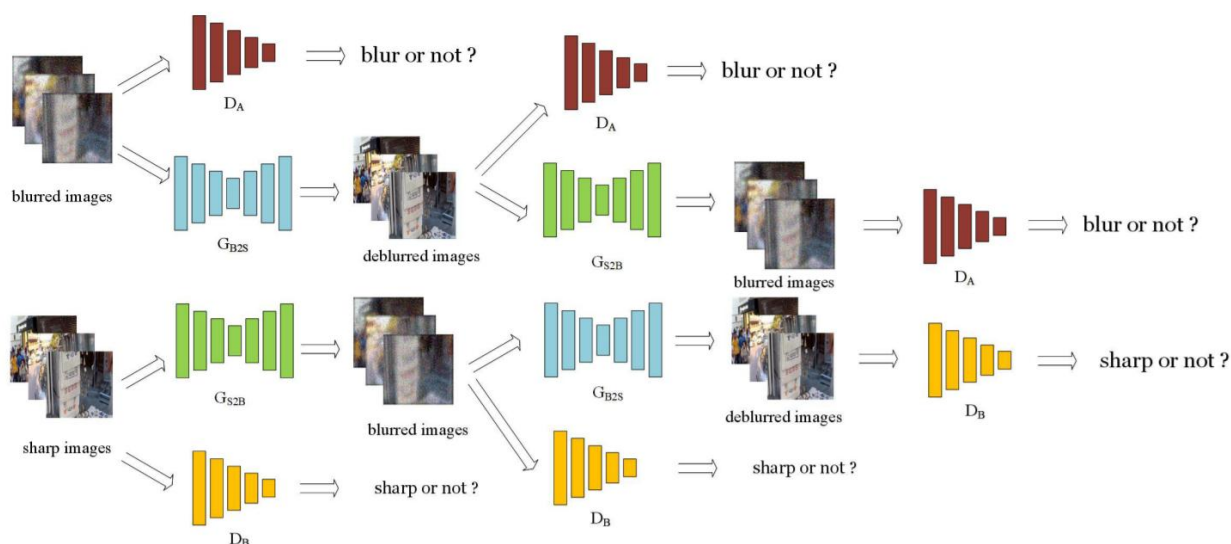 blur or not ?
D_A
blurred images
G_B2S
deblurred images
blur or not ?
D_A
G_S2B
blurred images
blur or not ?
D_A
sharp images
G_S2B
blurred images
G_B2S
deblurred images
sharp or not ?
D_B
sharp or not ?
D_B
sharp or not ?
D_B